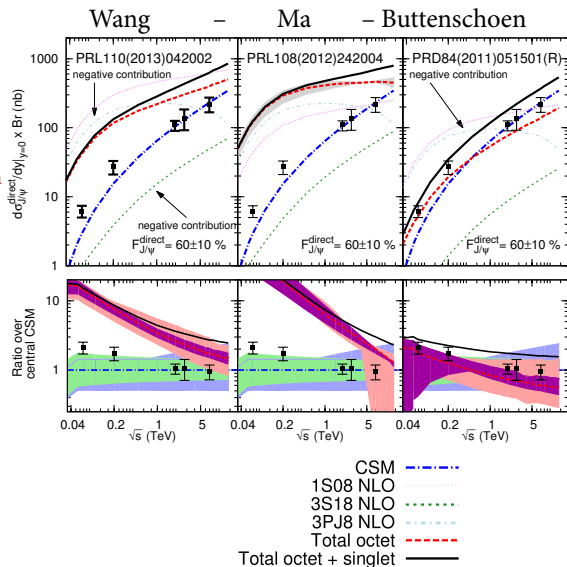 Wang – Ma – Buttenschoen
PRL110(2013)042002 PRL108(2012)242004 PRD84(2011)051501(R)
negative contribution negative contribution
1000
100
10
1
dσ^direct_J/ψ/dy|y=0 x Br (nb)
negative contribution
F^direct_J/ψ = 60±10 % F^direct_J/ψ = 60±10 % F^direct_J/ψ = 60±10 %
10
1
Ratio over
central CSM
0.04 0.2 1 5 0.04 0.2 1 5 0.04 0.2 1 5
√s (TeV) √s (TeV) √s (TeV)
CSM
1S08 NLO
3S18 NLO
3PJ8 NLO
Total octet
Total octet + singlet